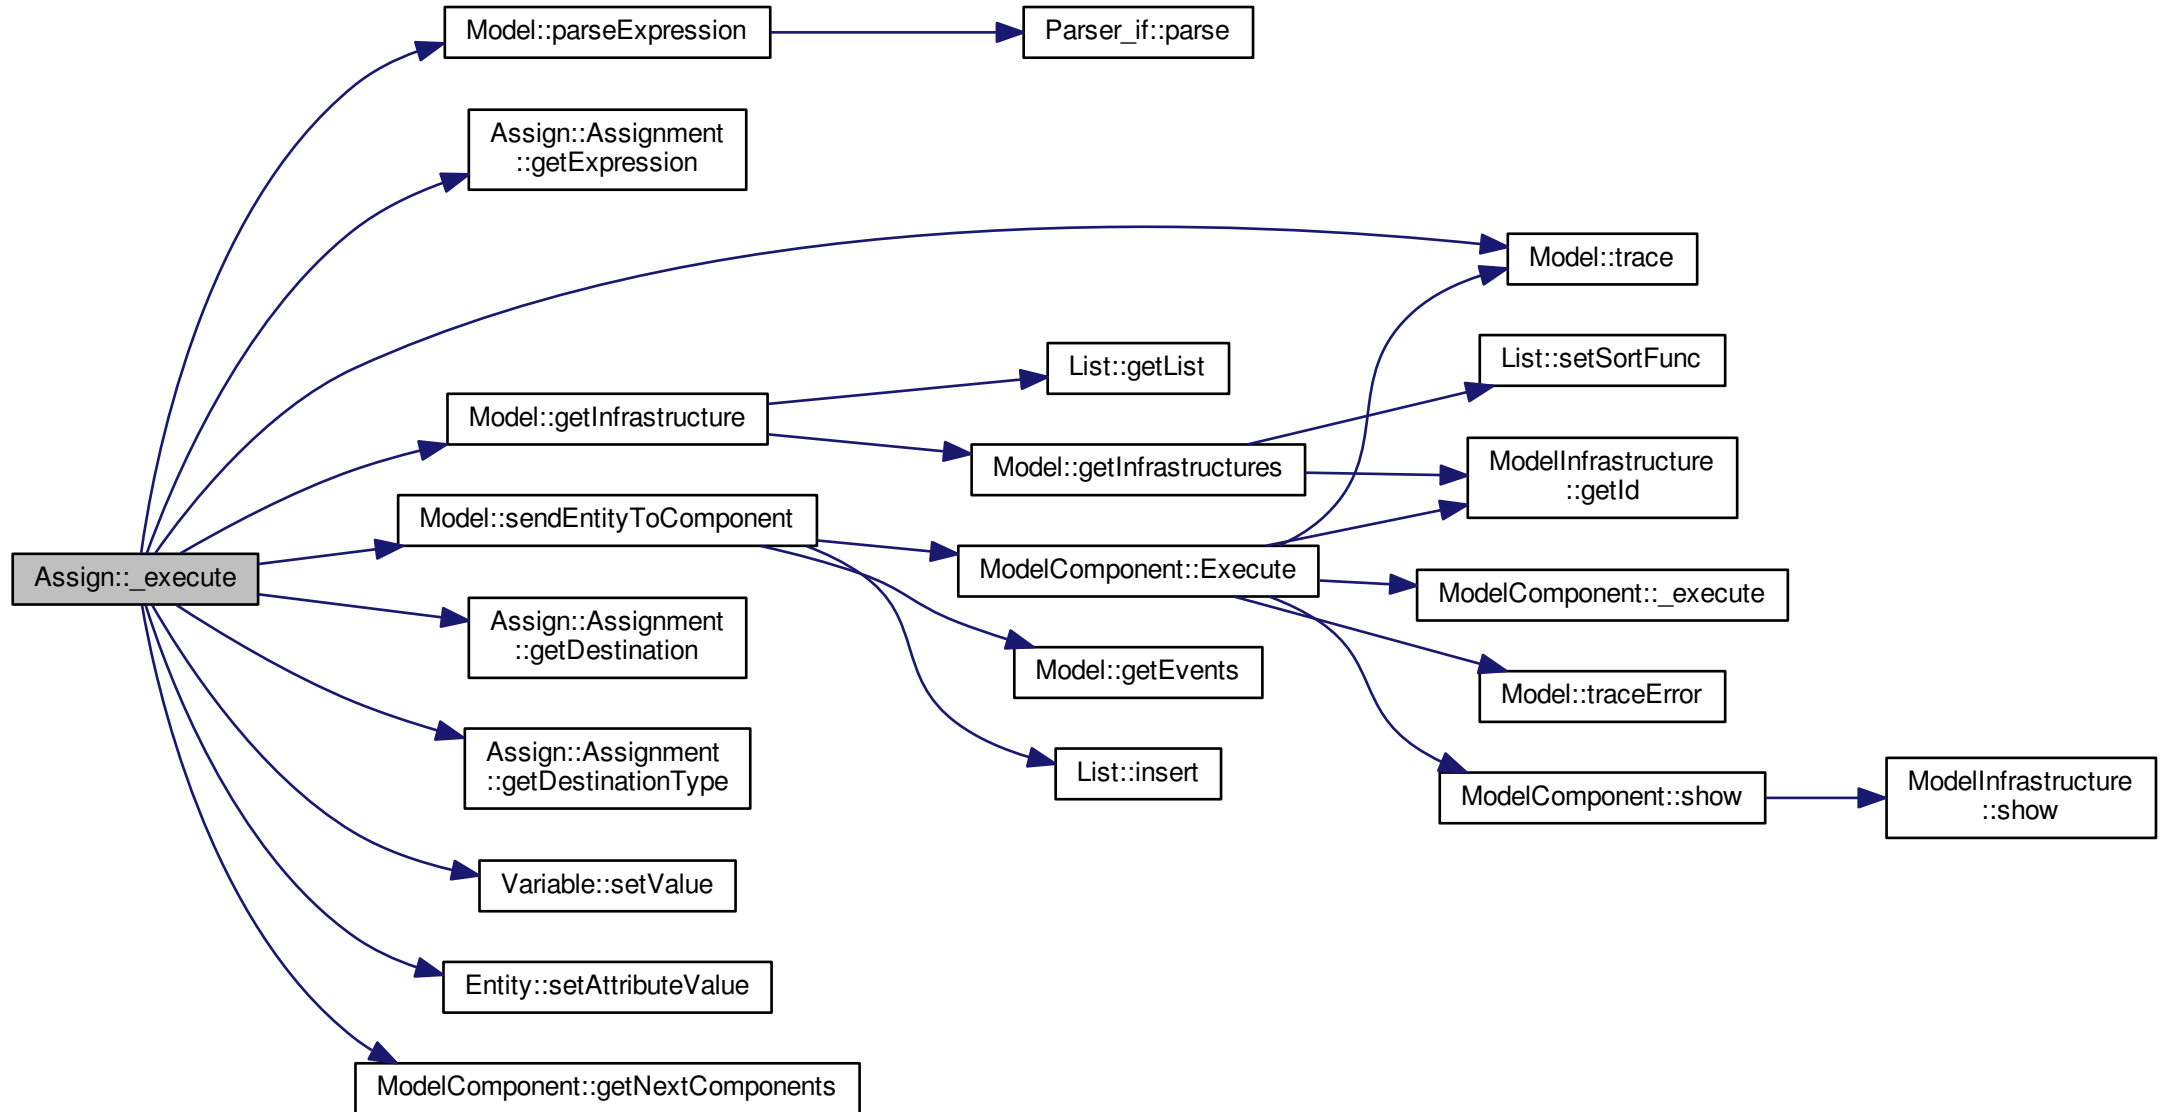 Model::parseExpression
Parser_if::parse
Assign::Assignment
::getExpression
Model::trace
List::getList
List::setSortFunc
Model::getInfrastructure
Model::getInfrastructures
ModelInfrastructure
::getId
Model::sendEntityToComponent
Assign::_execute
ModelComponent::Execute
ModelComponent::_execute
Assign::Assignment
::getDestination
Model::getEvents
Model::traceError
Assign::Assignment
::getDestinationType
List::insert
ModelComponent::show
ModelInfrastructure
::show
Variable::setValue
Entity::setAttributeValue
ModelComponent::getNextComponents